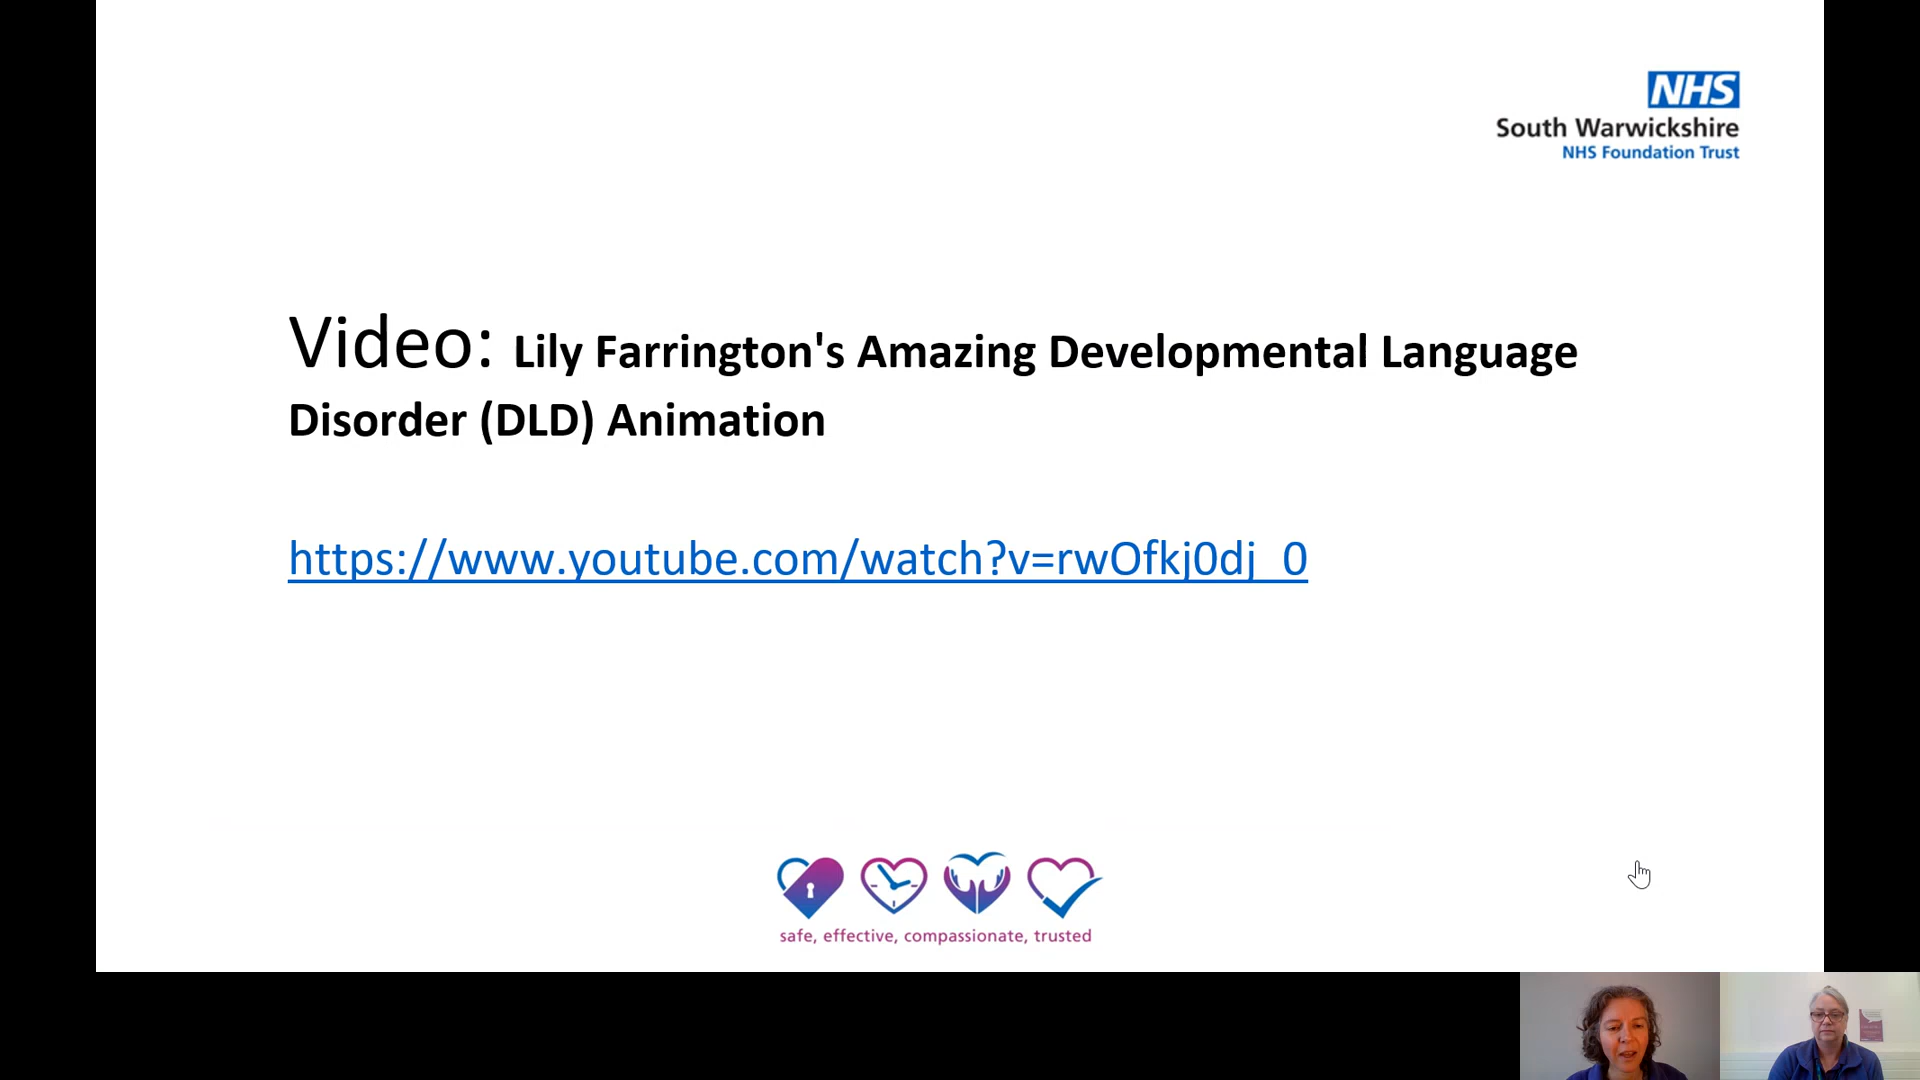 NHS
South Warwickshire
NHS Foundation Trust
Video: Lily Farrington's Amazing Developmental Language
Disorder (DLD) Animation
https://www.youtube.com/watch?v=rwOfkj0dj_0
safe, effective, compassionate, trusted